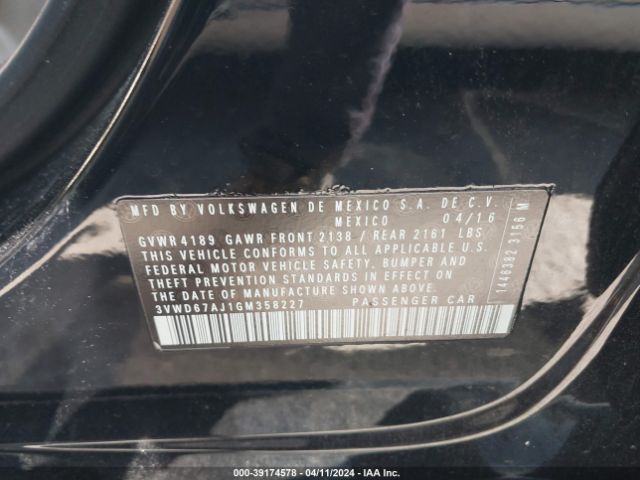 MFD BY VOLKSWAGEN DE MEXICO S.A. DE C.V.
MEXICO 04/16
GVWR 4189 GAWR FRONT 2138 / REAR 2161 LBS
THIS VEHICLE CONFORMS TO ALL APPLICABLE U.S.
FEDERAL MOTOR VEHICLE SAFETY, BUMPER AND
THEFT PREVENTION STANDARDS IN EFFECT ON
THE DATE OF MANUFACTURE SHOWN ABOVE.
3VWD67AJ1GM358227 PASSENGER CAR
1446382 3156 M
000-39174578 - 04/11/2024 - IAA Inc.